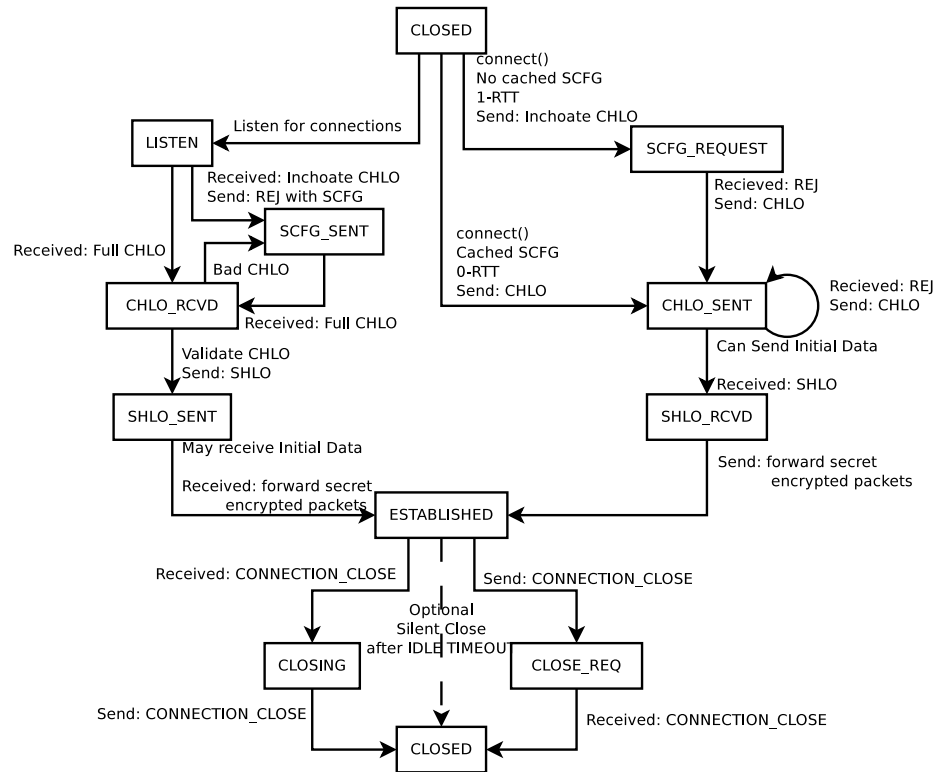 CLOSED
connect()
No cached SCFG
1-RTT
Send: Inchoate CHLO
Listen for connections
LISTEN
SCFG_REQUEST
Received: Inchoate CHLO
Send: REJ with SCFG
Recieved: REJ
Send: CHLO
SCFG_SENT
connect()
Cached SCFG
0-RTT
Send: CHLO
Received: Full CHLO
Bad CHLO
CHLO_RCVD
Received: Full CHLO
CHLO_SENT
Recieved: REJ
Send: CHLO
Can Send Initial Data
Validate CHLO
Send: SHLO
Received: SHLO
SHLO_SENT
SHLO_RCVD
May receive Initial Data
Send: forward secret
encrypted packets
Received: forward secret
encrypted packets
ESTABLISHED
Received: CONNECTION_CLOSE
Send: CONNECTION_CLOSE
Optional
Silent Close
after IDLE TIMEOUT
CLOSING
CLOSE_REQ
Send: CONNECTION_CLOSE
Received: CONNECTION_CLOSE
CLOSED